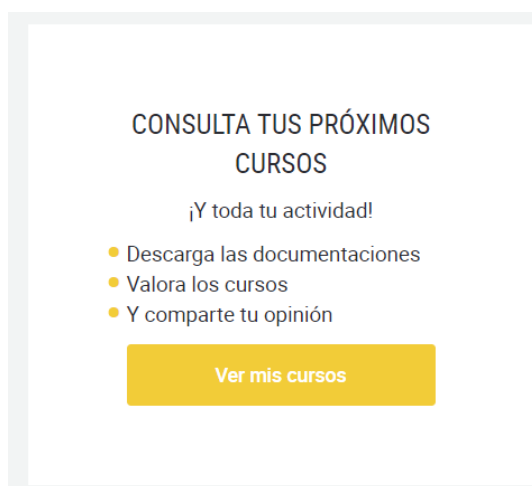 CONSULTA TUS PRÓXIMOS
CURSOS
¡Y toda tu actividad!
Descarga las documentaciones
Valora los cursos
Y comparte tu opinión
Ver mis cursos